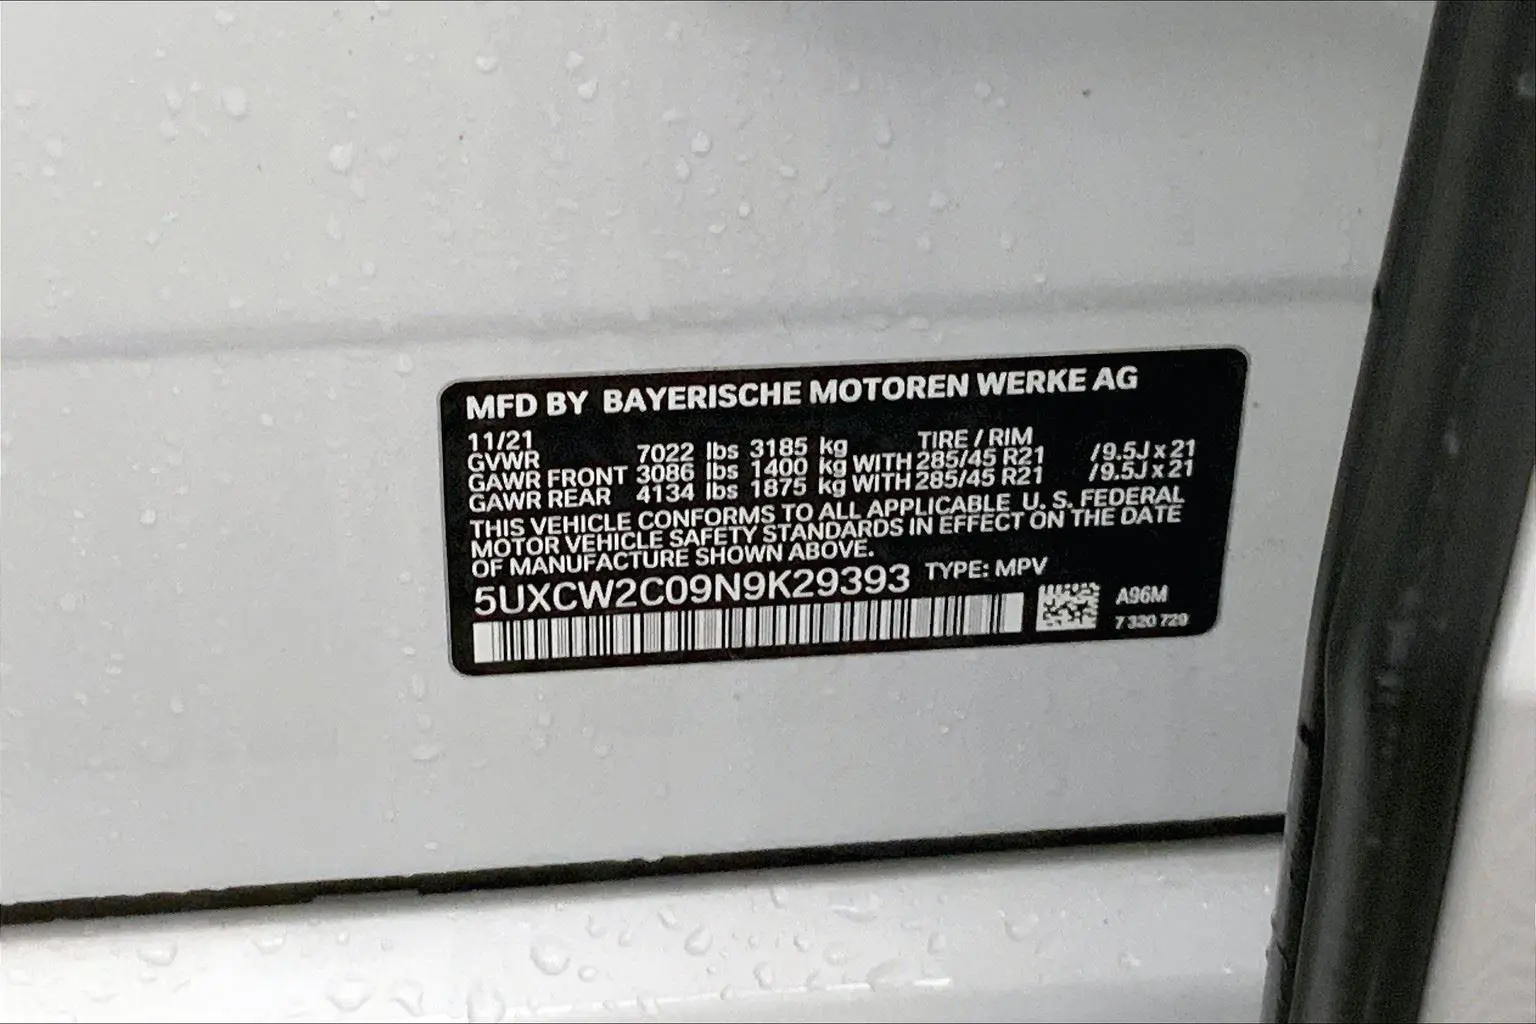 MFD BY BAYERISCHE MOTOREN WERKE AG
11/21 TIRE / RIM
GVWR 7022 lbs 3185 kg
GAWR FRONT 3086 lbs 1400 kg WITH 285/45 R21 /9.5J x 21
GAWR REAR 4134 lbs 1875 kg WITH 285/45 R21 /9.5J x 21
THIS VEHICLE CONFORMS TO ALL APPLICABLE U. S. FEDERAL
MOTOR VEHICLE SAFETY STANDARDS IN EFFECT ON THE DATE
OF MANUFACTURE SHOWN ABOVE.
5UXCW2C09N9K29393 TYPE: MPV
A96M
7 320 729